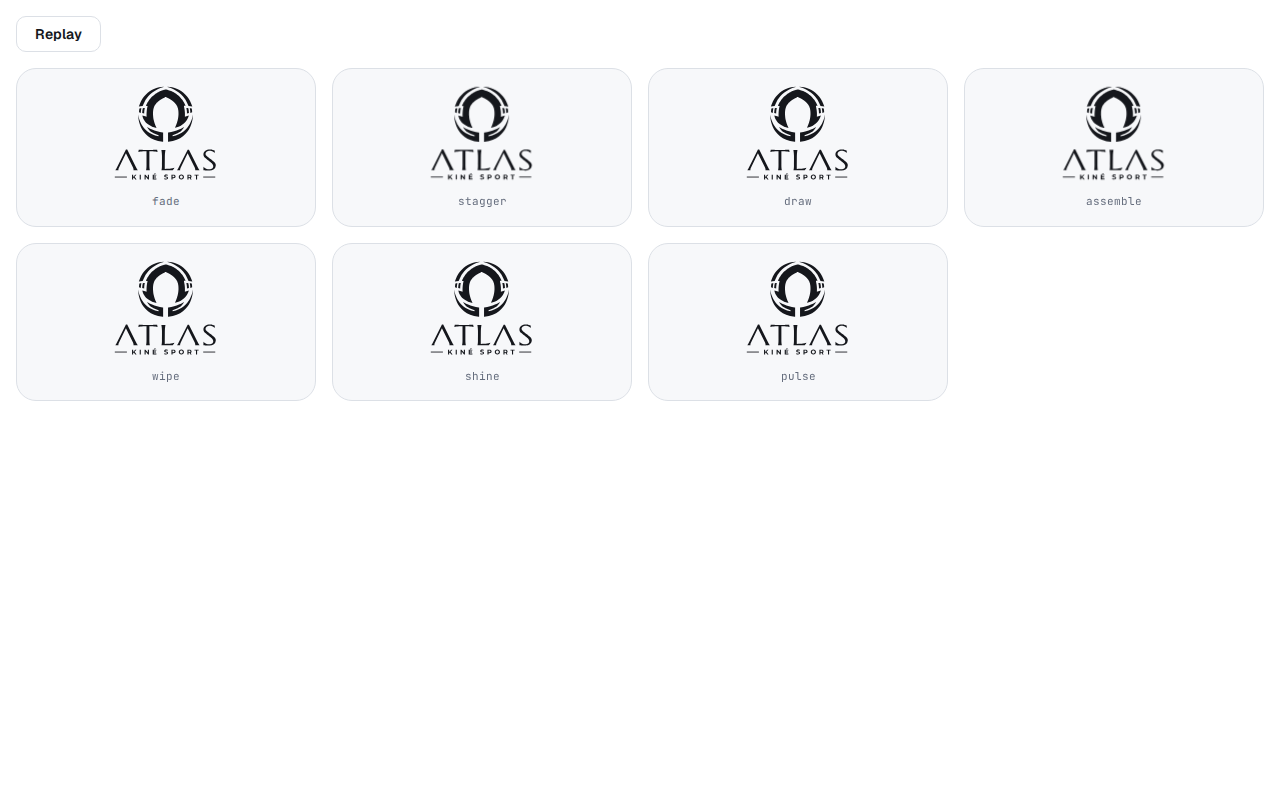 Replay
ATLAS
KINÉ SPORT
fade
ATLAS
KINÉ SPORT
stagger
ATLAS
KINÉ SPORT
draw
ATLAS
KINÉ SPORT
assemble
ATLAS
KINÉ SPORT
wipe
ATLAS
KINÉ SPORT
shine
ATLAS
KINÉ SPORT
pulse